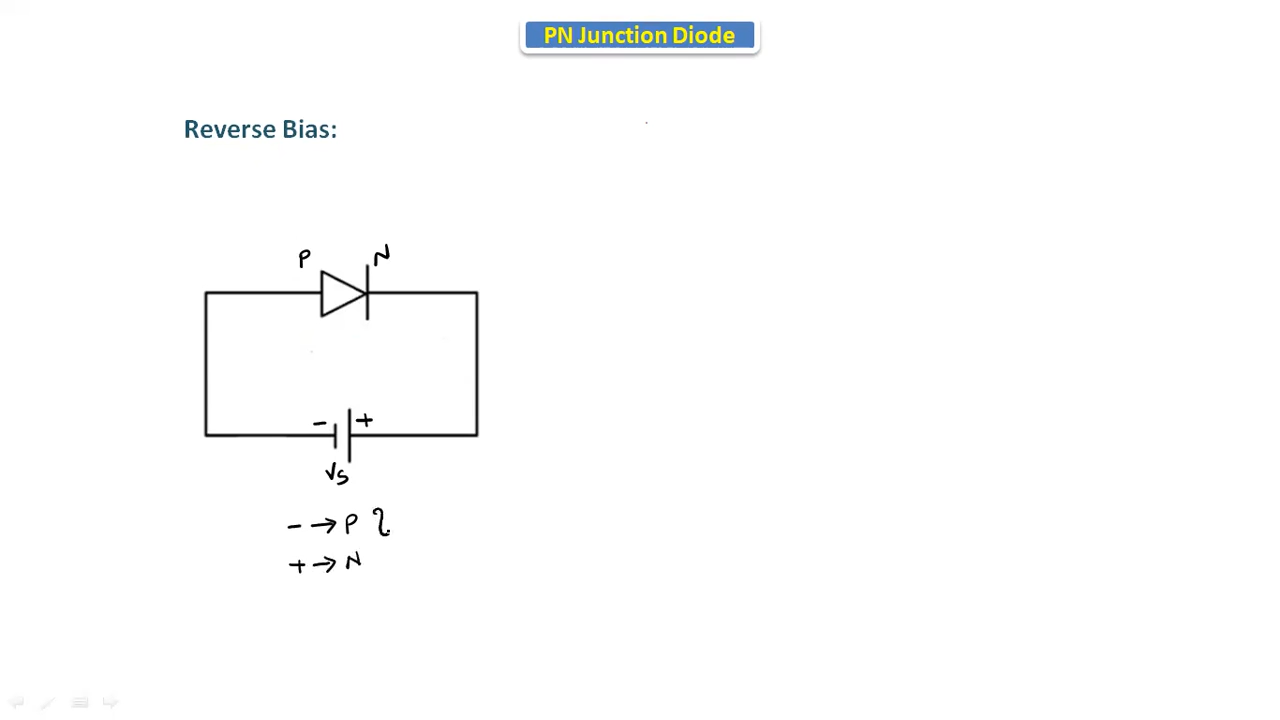 PN Junction Diode
Reverse Bias:
P N
- +
Vs
- → P
+ → N